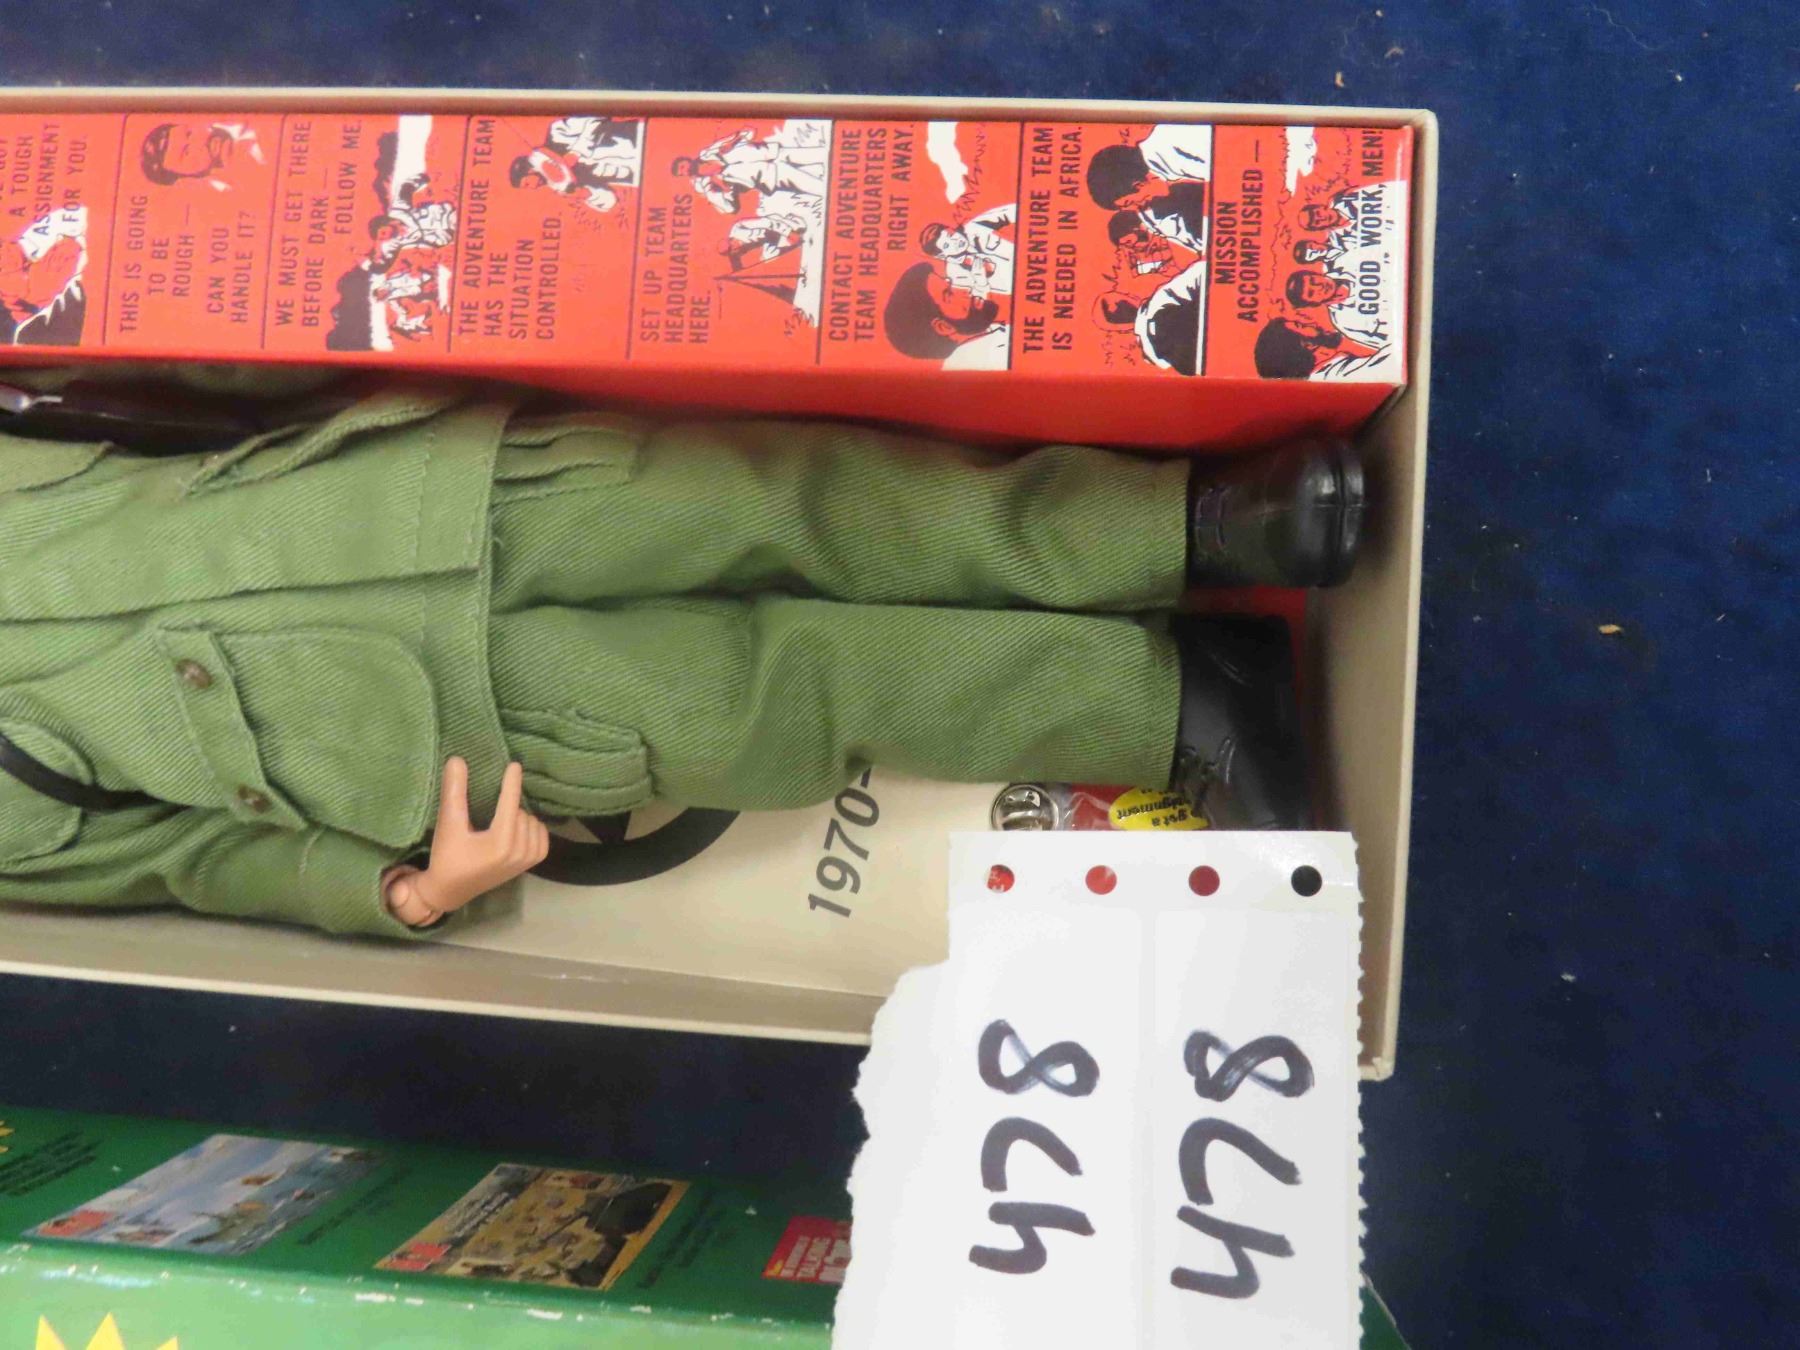 A TOUGH
ASSIGNMENT
FOR YOU.
THIS IS GOING
TO BE
ROUGH—
CAN YOU
HANDLE IT?
WE MUST GET THERE
BEFORE DARK—
FOLLOW ME.
THE ADVENTURE TEAM
HAS THE
SITUATION
CONTROLLED.
SET UP TEAM
HEADQUARTERS
HERE.
CONTACT ADVENTURE
TEAM HEADQUARTERS
RIGHT AWAY.
THE ADVENTURE TEAM
IS NEEDED IN AFRICA.
MISSION
ACCOMPLISHED—
GOOD WORK, MEN!
1970-
got a
478
478
TALKING